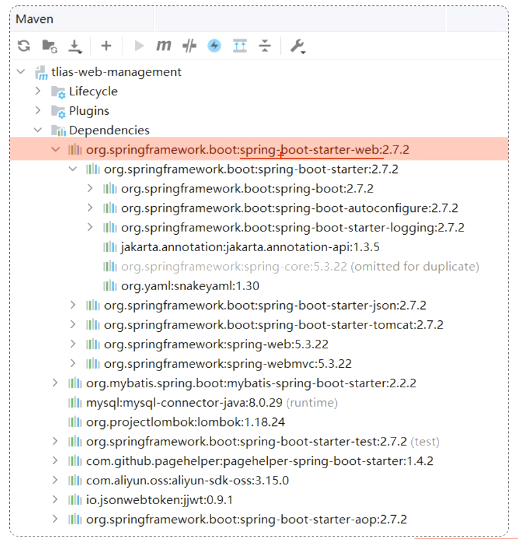 Maven
tlias-web-management
Lifecycle
Plugins
Dependencies
org.springframework.boot:spring-boot-starter-web:2.7.2
org.springframework.boot:spring-boot-starter:2.7.2
org.springframework.boot:spring-boot:2.7.2
org.springframework.boot:spring-boot-autoconfigure:2.7.2
org.springframework.boot:spring-boot-starter-logging:2.7.2
jakarta.annotation:jakarta.annotation-api:1.3.5
org.springframework:spring-core:5.3.22 (omitted for duplicate)
org.yaml:snakeyaml:1.30
org.springframework.boot:spring-boot-starter-json:2.7.2
org.springframework.boot:spring-boot-starter-tomcat:2.7.2
org.springframework:spring-web:5.3.22
org.springframework:spring-webmvc:5.3.22
org.mybatis.spring.boot:mybatis-spring-boot-starter:2.2.2
mysql:mysql-connector-java:8.0.29 (runtime)
org.projectlombok:lombok:1.18.24
org.springframework.boot:spring-boot-starter-test:2.7.2 (test)
com.github.pagehelper:pagehelper-spring-boot-starter:1.4.2
com.aliyun.oss:aliyun-sdk-oss:3.15.0
io.jsonwebtoken:jjwt:0.9.1
org.springframework.boot:spring-boot-starter-aop:2.7.2